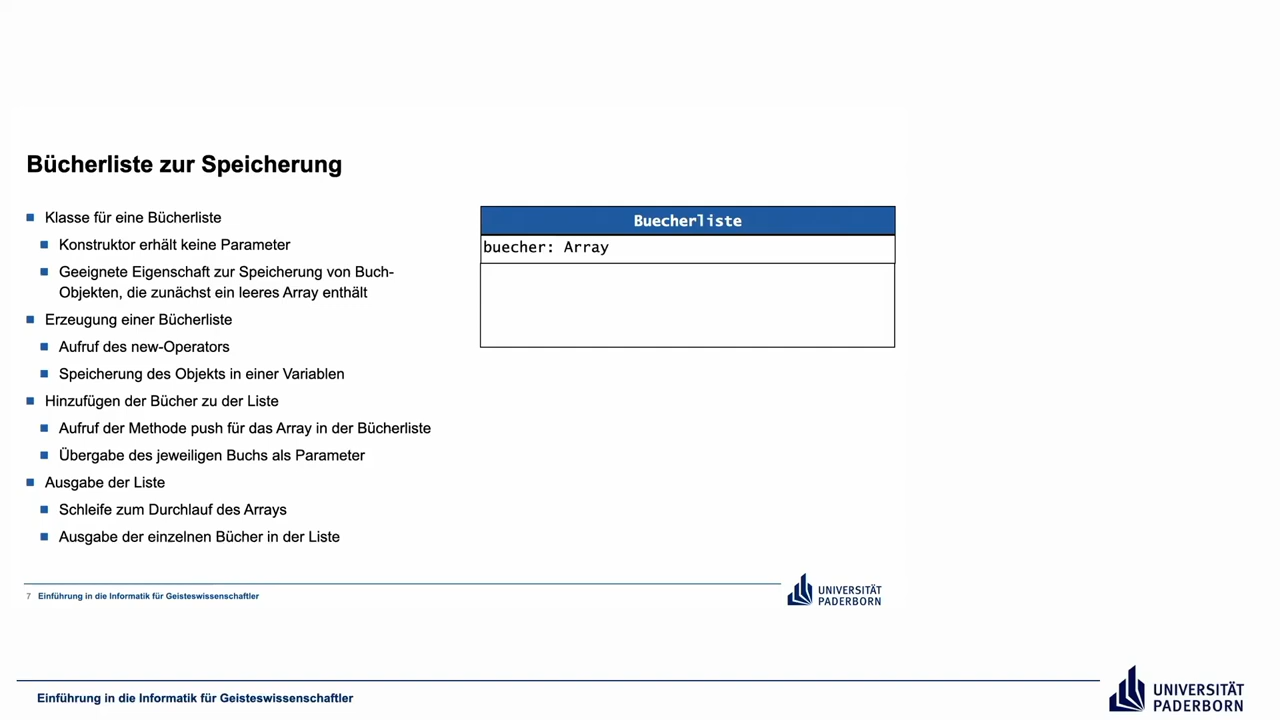 Bücherliste zur Speicherung
Klasse für eine Bücherliste
Konstruktor erhält keine Parameter
Geeignete Eigenschaft zur Speicherung von Buch-
Objekten, die zunächst ein leeres Array enthält
Erzeugung einer Bücherliste
Aufruf des new-Operators
Speicherung des Objekts in einer Variablen
Hinzufügen der Bücher zu der Liste
Aufruf der Methode push für das Array in der Bücherliste
Übergabe des jeweiligen Buchs als Parameter
Ausgabe der Liste
Schleife zum Durchlauf des Arrays
Ausgabe der einzelnen Bücher in der Liste
Buecherliste
buecher: Array
7 Einführung in die Informatik für Geisteswissenschaftler
UNIVERSITÄT
PADERBORN
Einführung in die Informatik für Geisteswissenschaftler
UNIVERSITÄT
PADERBORN